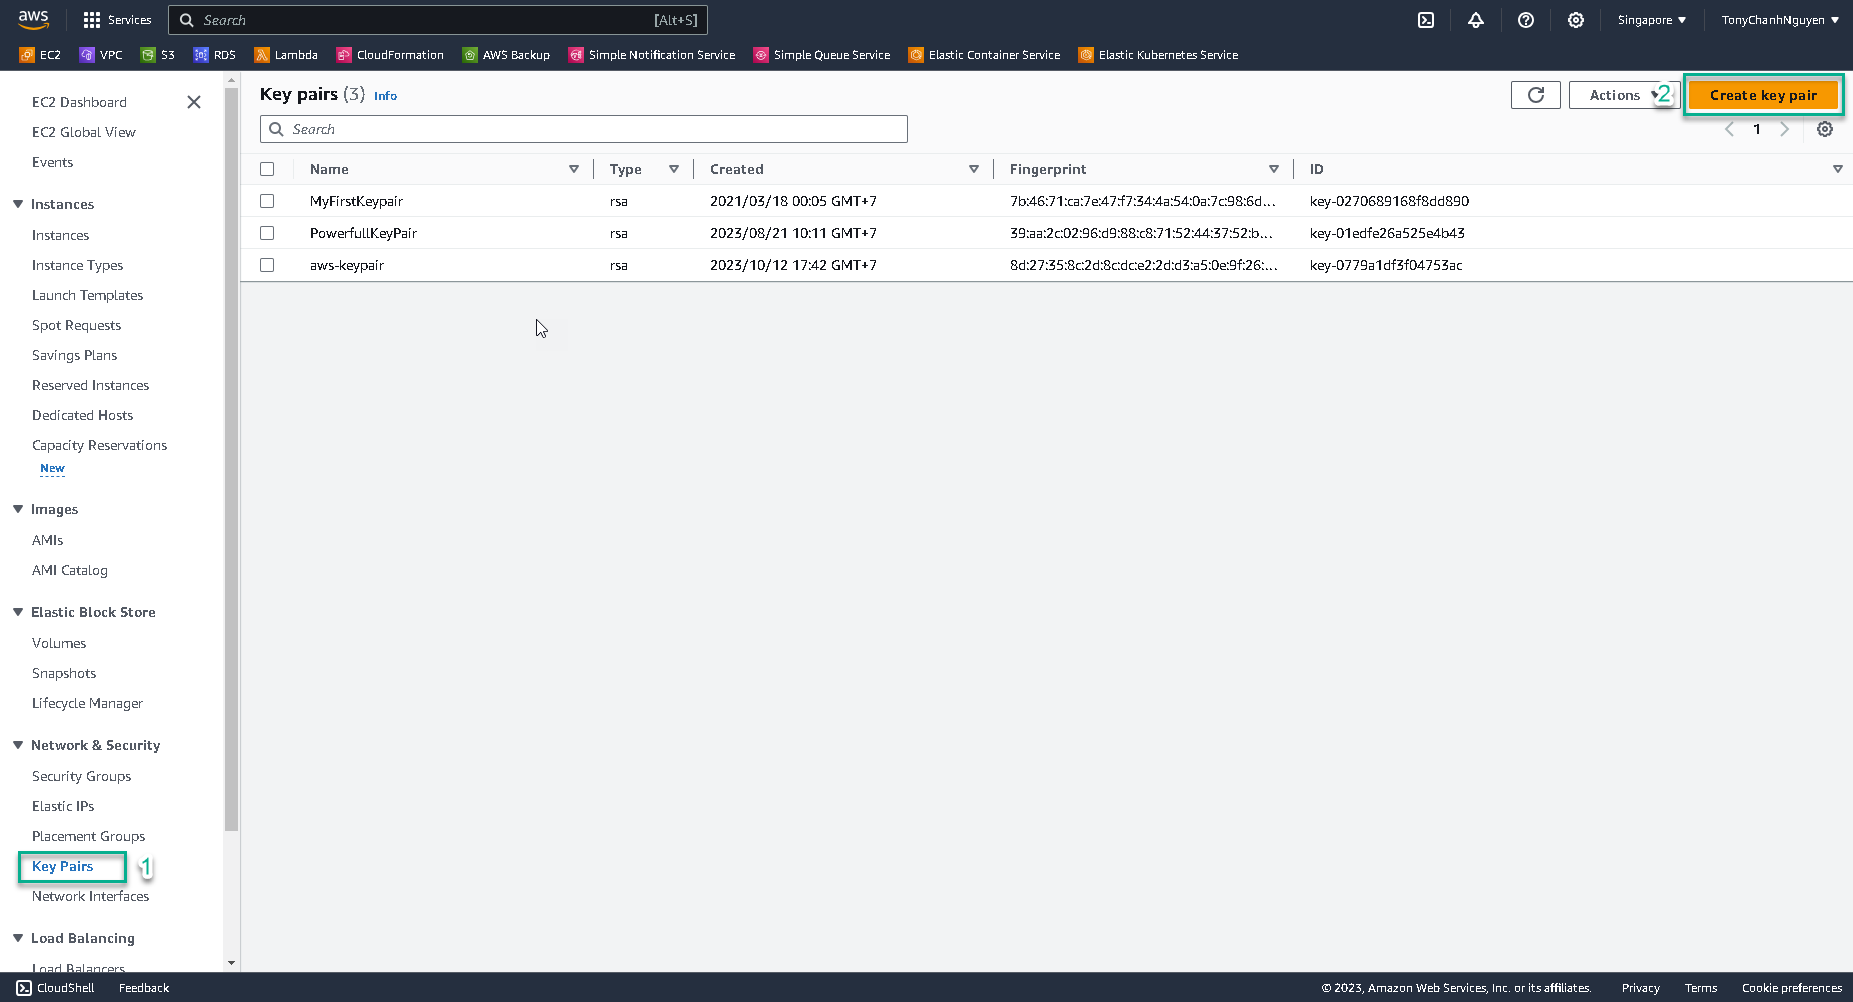 aws
Services
Search
[Alt+S]
Singapore
TonyChanhNguyen
EC2
VPC
S3
RDS
Lambda
CloudFormation
AWS Backup
Simple Notification Service
Simple Queue Service
Elastic Container Service
Elastic Kubernetes Service
EC2 Dashboard
EC2 Global View
Events
Instances
Instances
Instance Types
Launch Templates
Spot Requests
Savings Plans
Reserved Instances
Dedicated Hosts
Capacity Reservations
New
Images
AMIs
AMI Catalog
Elastic Block Store
Volumes
Snapshots
Lifecycle Manager
Network & Security
Security Groups
Elastic IPs
Placement Groups
Key Pairs
1
Network Interfaces
Load Balancing
Load Balancers
Key pairs (3) Info
Actions
2
Create key pair
Search
1
Name Type Created Fingerprint ID
MyFirstKeypair rsa 2021/03/18 00:05 GMT+7 7b:46:71:ca:7e:47:f7:34:4a:54:0a:7c:98:6d... key-0270689168f8dd890
PowerfullKeyPair rsa 2023/08/21 10:11 GMT+7 39:aa:2c:02:96:d9:88:c8:71:52:44:37:52:b... key-01edfe26a525e4b43
aws-keypair rsa 2023/10/12 17:42 GMT+7 8d:27:35:8c:2d:8c:dc:e2:2d:d3:a5:0e:9f:26:... key-0779a1df3f04753ac
CloudShell
Feedback
© 2023, Amazon Web Services, Inc. or its affiliates.
Privacy
Terms
Cookie preferences